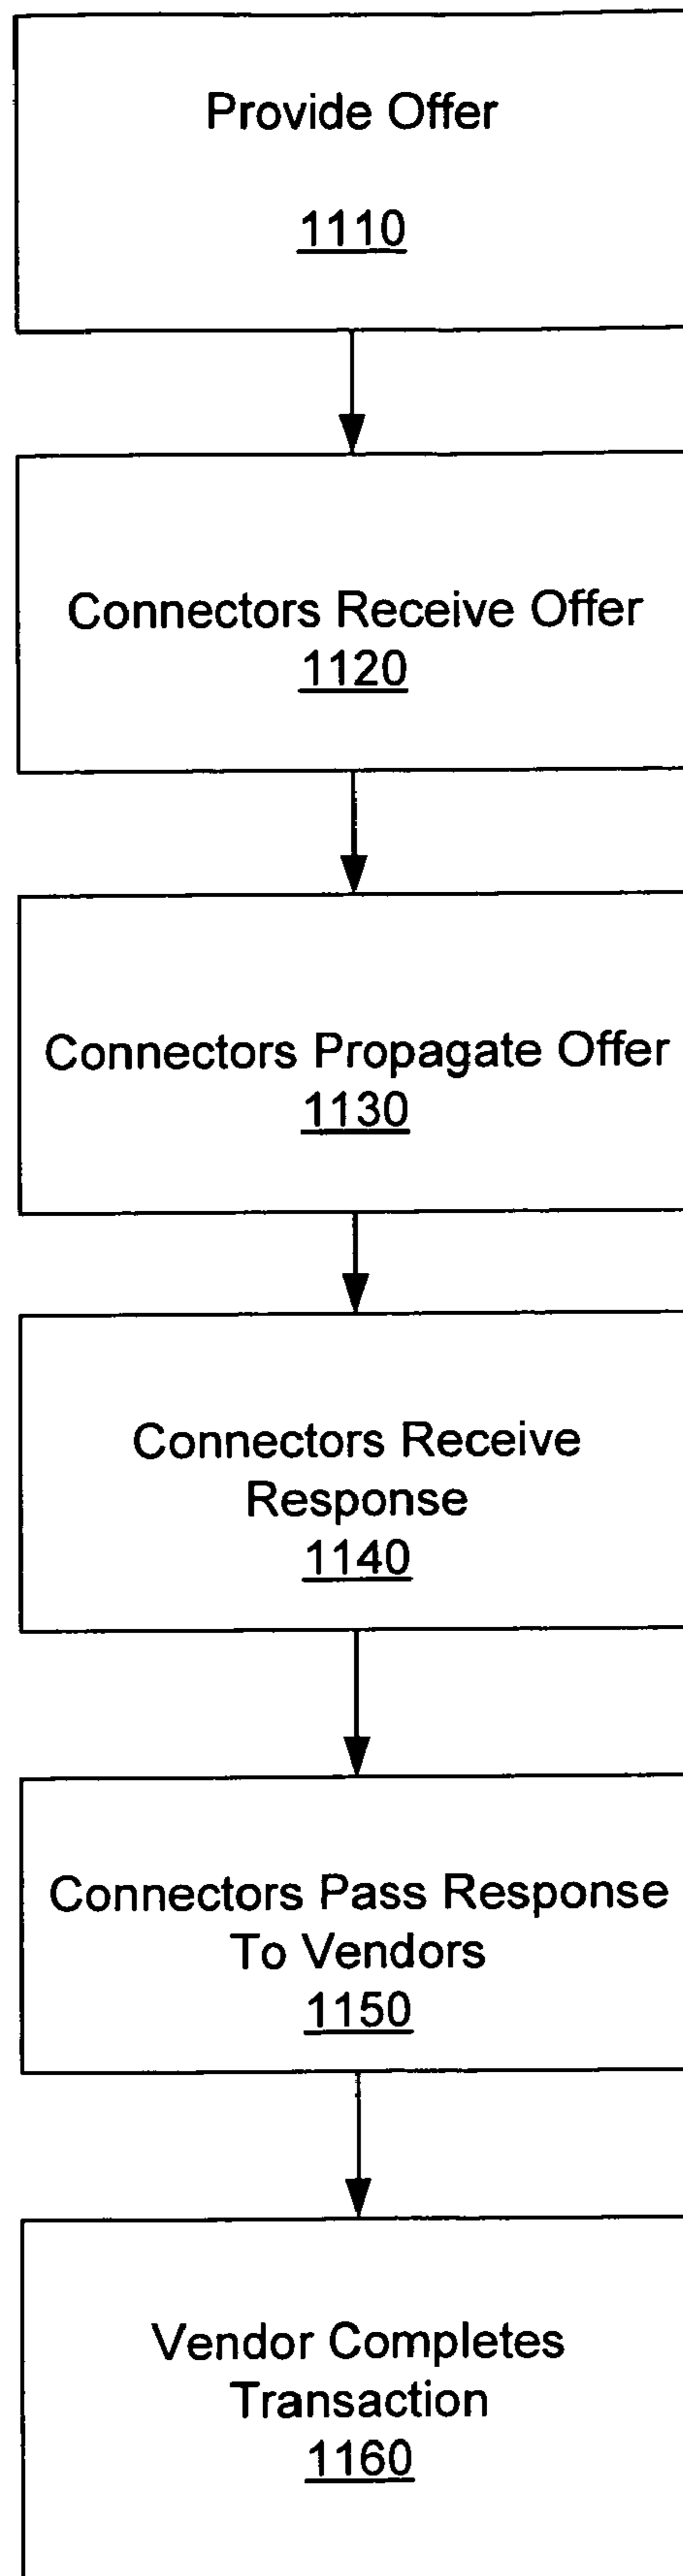 Provide Offer
1110
Connectors Receive Offer
1120
Connectors Propagate Offer
1130
Connectors Receive
Response
1140
Connectors Pass Response
To Vendors
1150
Vendor Completes
Transaction
1160